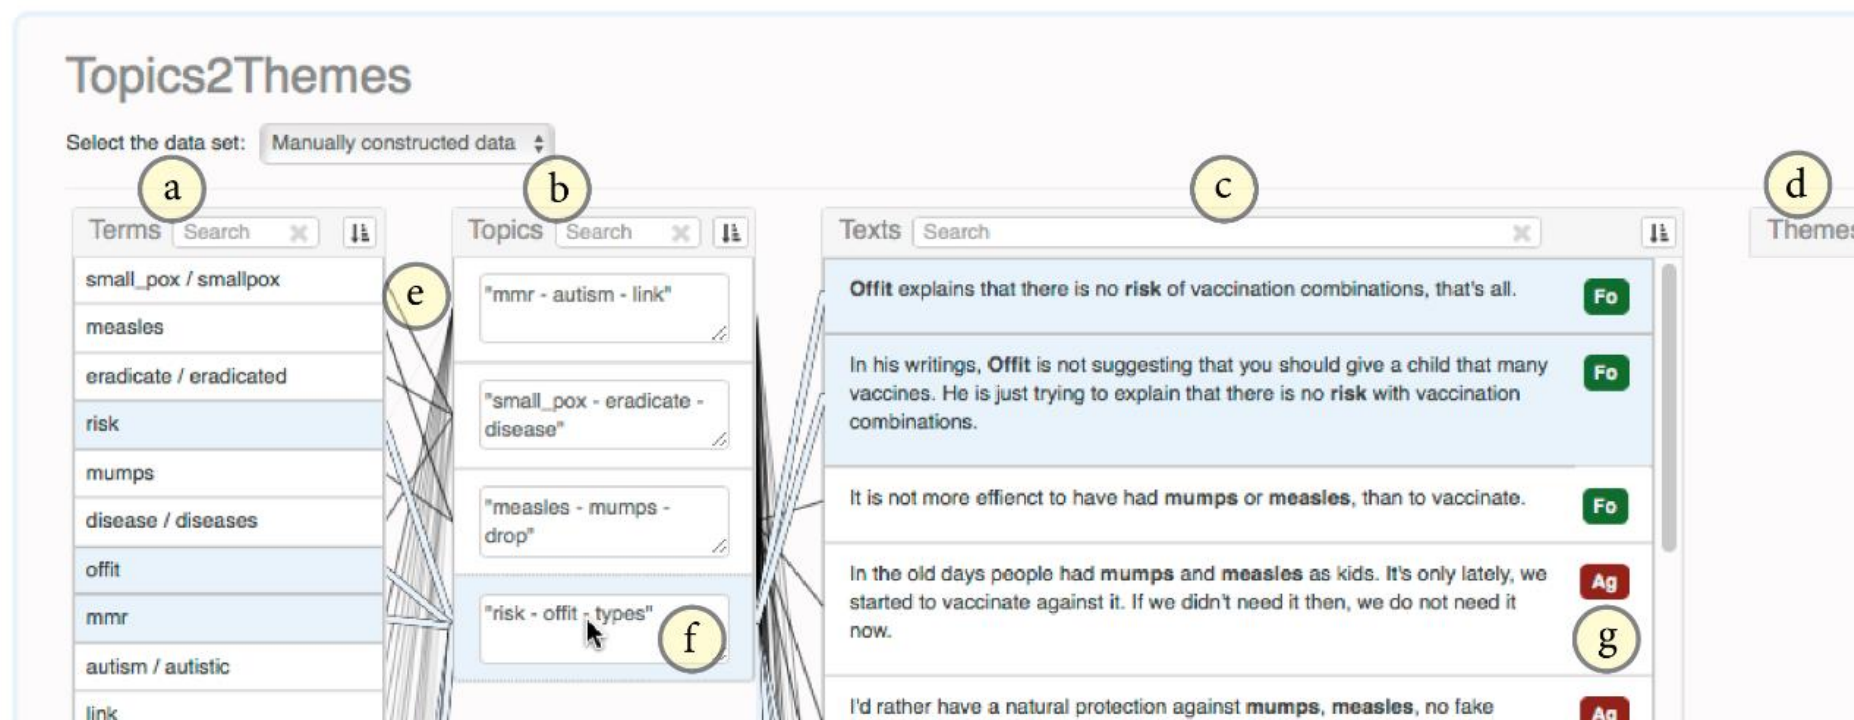 Topics2Themes
Select the data set: Manually constructed data
a
b
c
d
Terms Search
Topics Search
Texts Search
Themes
e
small_pox / smallpox
measles
eradicate / eradicated
risk
mumps
disease / diseases
offit
mmr
autism / autistic
link
"mmr - autism - link"
"small_pox - eradicate -
disease"
"measles - mumps -
drop"
"risk - offit - types"
f
Offit explains that there is no risk of vaccination combinations, that's all.
Fo
In his writings, Offit is not suggesting that you should give a child that many
vaccines. He is just trying to explain that there is no risk with vaccination
combinations.
Fo
It is not more effienct to have had mumps or measles, than to vaccinate.
Fo
In the old days people had mumps and measles as kids. It's only lately, we
started to vaccinate against it. If we didn't need it then, we do not need it
now.
Ag
g
I'd rather have a natural protection against mumps, measles, no fake
Ag